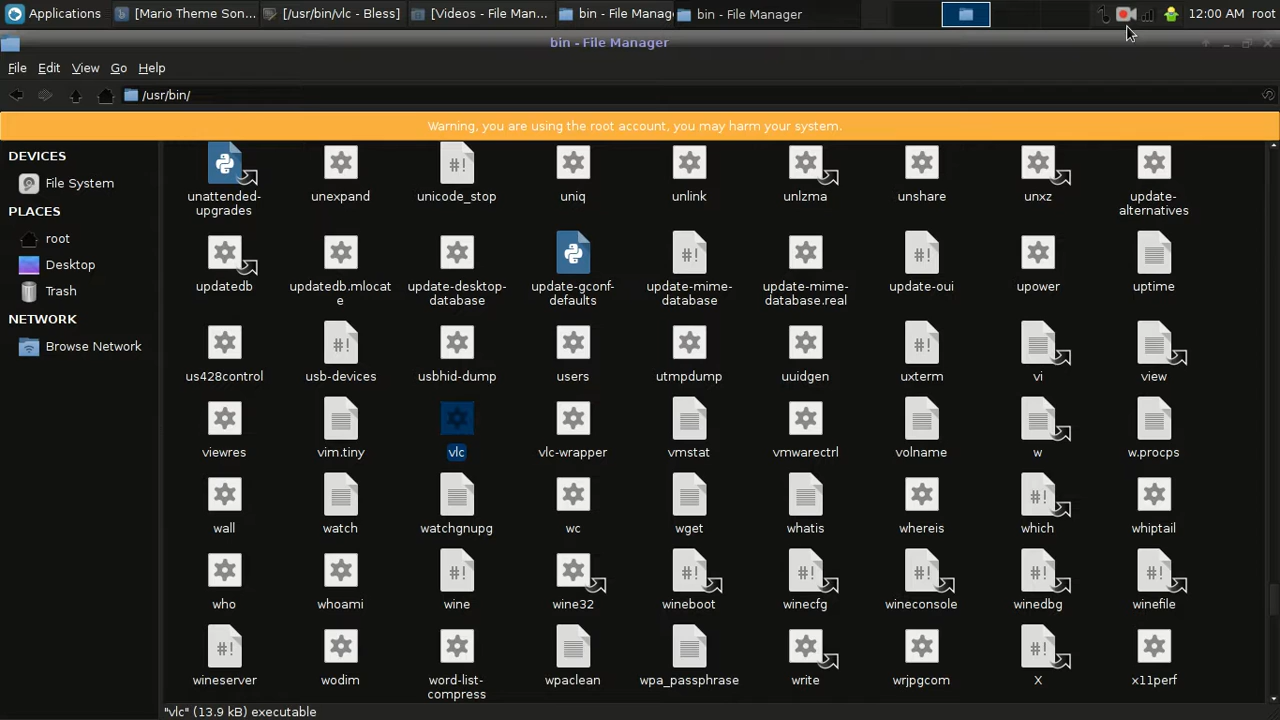 Applications
[Mario Theme Son...
[/usr/bin/vlc - Bless]
[Videos - File Man...
bin - File Manag
bin - File Manager
12:00 AM
root
bin - File Manager
File
Edit
View
Go
Help
/usr/bin/
Warning, you are using the root account, you may harm your system.
DEVICES
File System
PLACES
root
Desktop
Trash
NETWORK
Browse Network
unattended-
upgrades
unexpand
unicode_stop
uniq
unlink
unlzma
unshare
unxz
update-
alternatives
updatedb
updatedb.mlocat
e
update-desktop-
database
update-gconf-
defaults
update-mime-
database
update-mime-
database.real
update-oui
upower
uptime
us428control
usb-devices
usbhid-dump
users
utmpdump
uuidgen
uxterm
vi
view
viewres
vim.tiny
vlc
vlc-wrapper
vmstat
vmwarectrl
volname
w
w.procps
wall
watch
watchgnupg
wc
wget
whatis
whereis
which
whiptail
who
whoami
wine
wine32
wineboot
winecfg
wineconsole
winedbg
winefile
wineserver
wodim
word-list-
compress
wpaclean
wpa_passphrase
write
wrjpgcom
X
x11perf
"vlc" (13.9 kB) executable